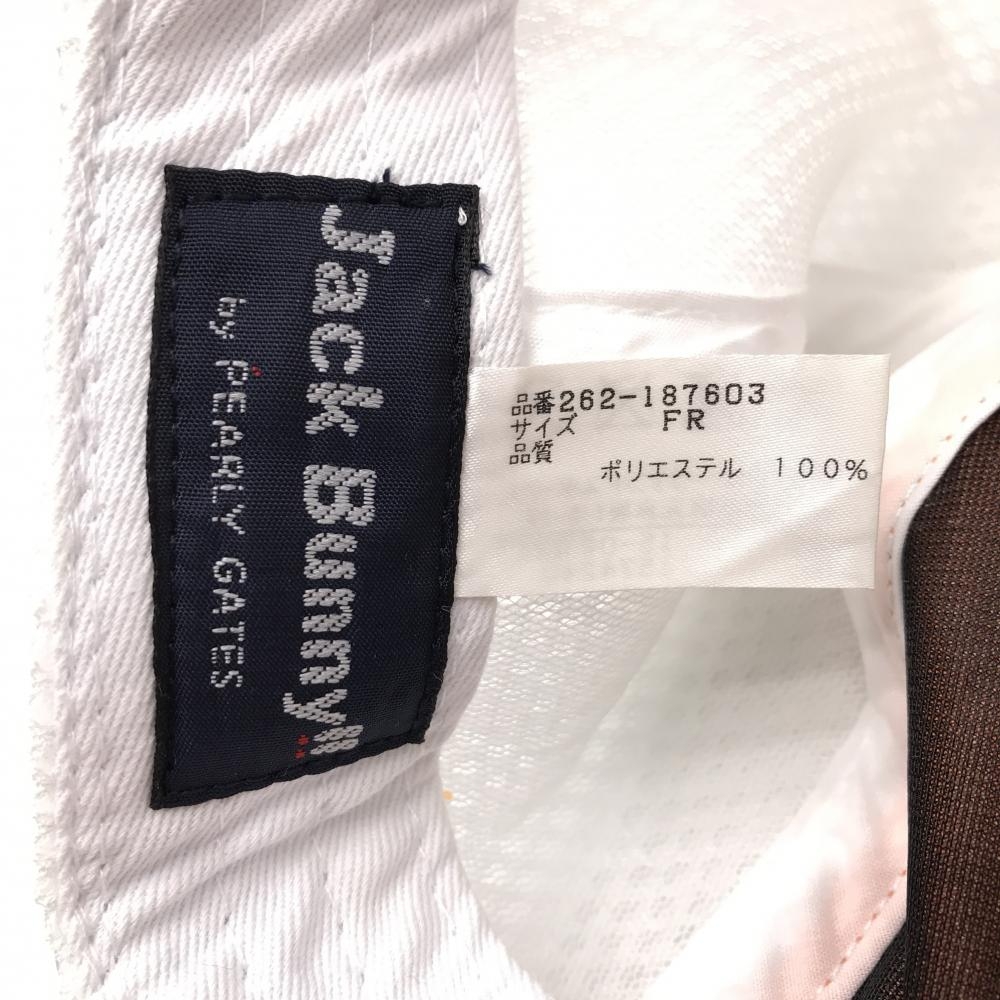 Jack Bunny!!
by PEARLY GATES
品番262-187603
サイズ FR
品質
ポリエステル 100%